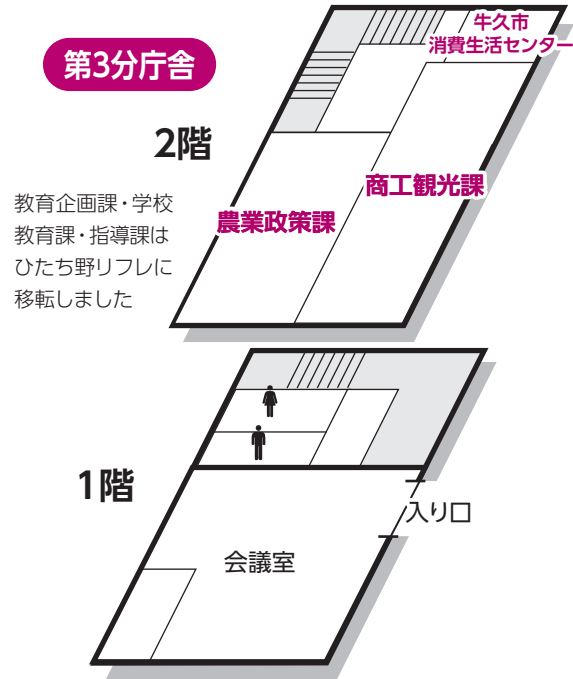 第3分庁舎
牛久市
消費生活センター
2階
商工観光課
農業政策課
教育企画課・学校
教育課・指導課は
ひたち野リフレに
移転しました
1階
入り口
会議室